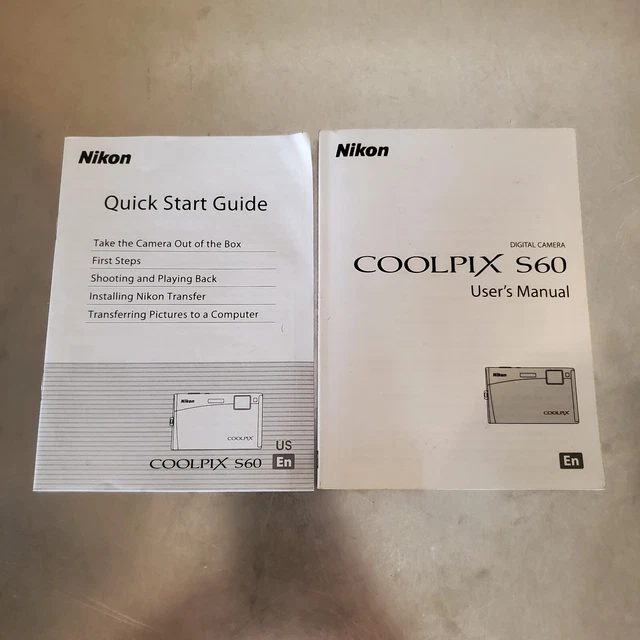 Nikon
Quick Start Guide
Take the Camera Out of the Box
First Steps
Shooting and Playing Back
Installing Nikon Transfer
Transferring Pictures to a Computer
Nikon
COOLPIX
US
COOLPIX S60 En
Nikon
DIGITAL CAMERA
COOLPIX S60
User's Manual
Nikon
COOLPIX
En